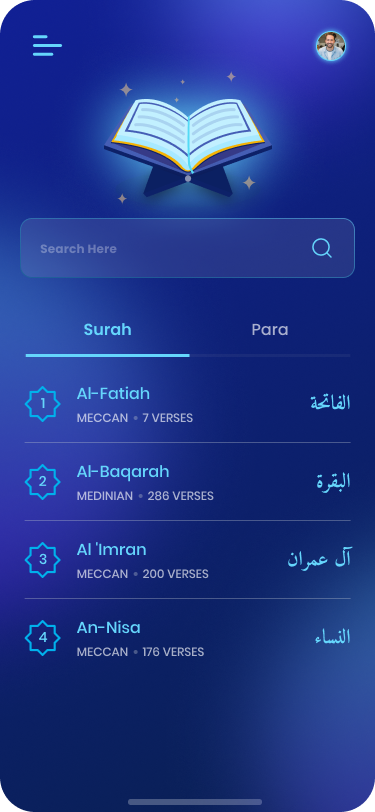 Search Here
Surah
Para
1
Al-Fatiah
MECCAN • 7 VERSES
الفاتحة
2
Al-Baqarah
MEDINIAN • 286 VERSES
البقرة
3
Al 'Imran
MECCAN • 200 VERSES
آل عمران
4
An-Nisa
MECCAN • 176 VERSES
النساء